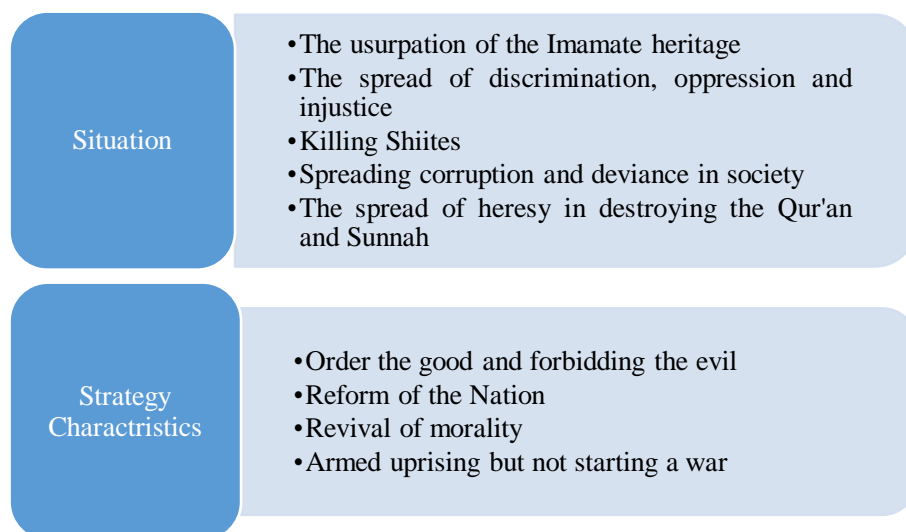 Situation
•The usurpation of the Imamate heritage
•The spread of discrimination, oppression and
injustice
•Killing Shiites
•Spreading corruption and deviance in society
•The spread of heresy in destroying the Qur'an
and Sunnah
Strategy
Charactristics
•Order the good and forbidding the evil
•Reform of the Nation
•Revival of morality
•Armed uprising but not starting a war